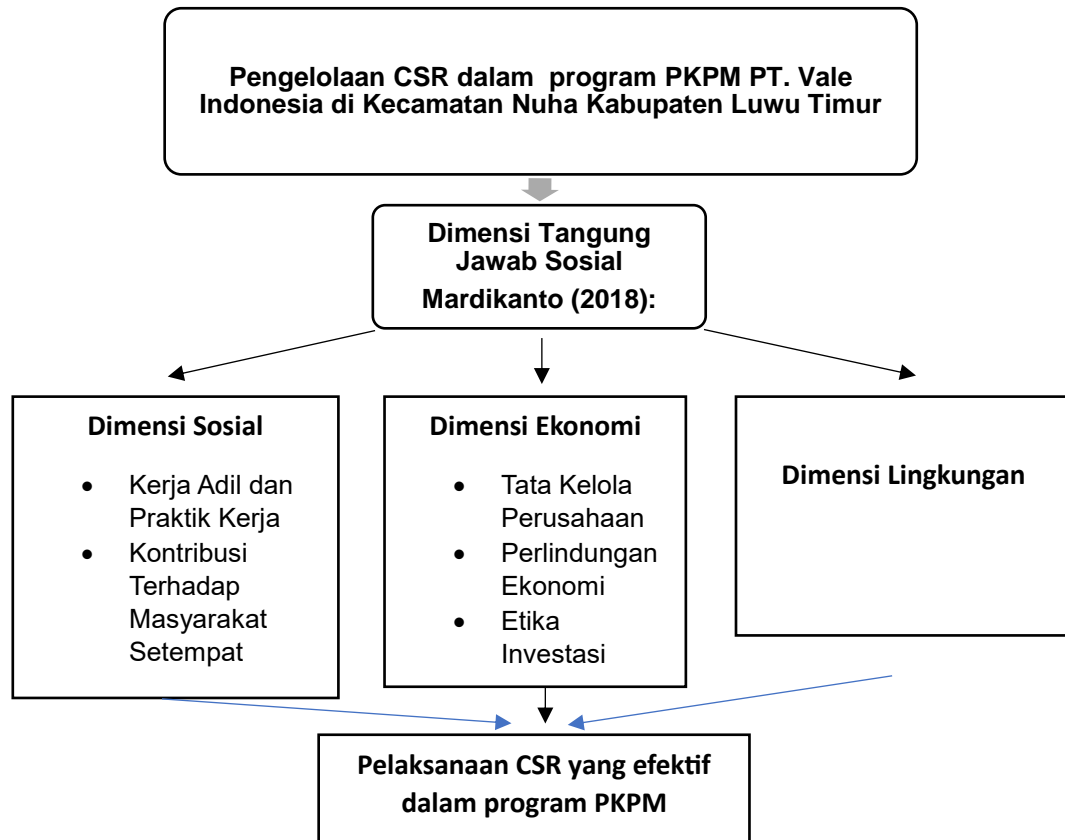 Pengelolaan CSR dalam program PKPM PT. Vale
Indonesia di Kecamatan Nuha Kabupaten Luwu Timur
Dimensi Tangung
Jawab Sosial
Mardikanto (2018):
Dimensi Sosial
• Kerja Adil dan
Praktik Kerja
• Kontribusi
Terhadap
Masyarakat
Setempat
Dimensi Ekonomi
• Tata Kelola
Perusahaan
• Perlindungan
Ekonomi
• Etika
Investasi
Dimensi Lingkungan
Pelaksanaan CSR yang efektif
dalam program PKPM